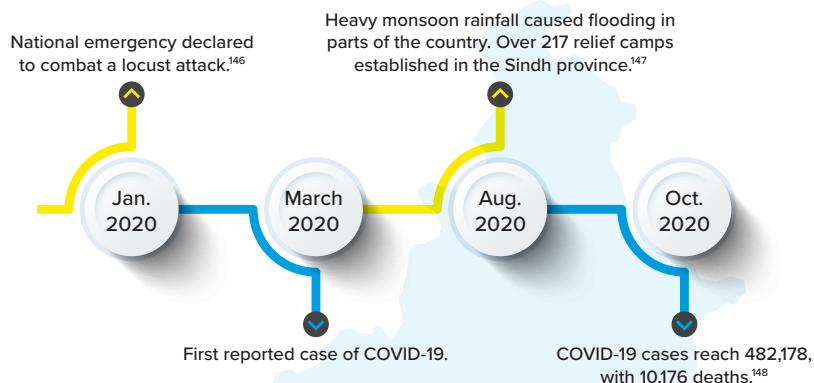 Heavy monsoon rainfall caused flooding in
National emergency declared
parts of the country. Over 217 relief camps
to combat a locust attack.¹⁴⁶
established in the Sindh province.¹⁴⁷
Jan.
2020
March
2020
Aug.
2020
Oct.
2020
First reported case of COVID-19.
COVID-19 cases reach 482,178,
with 10,176 deaths.¹⁴⁸